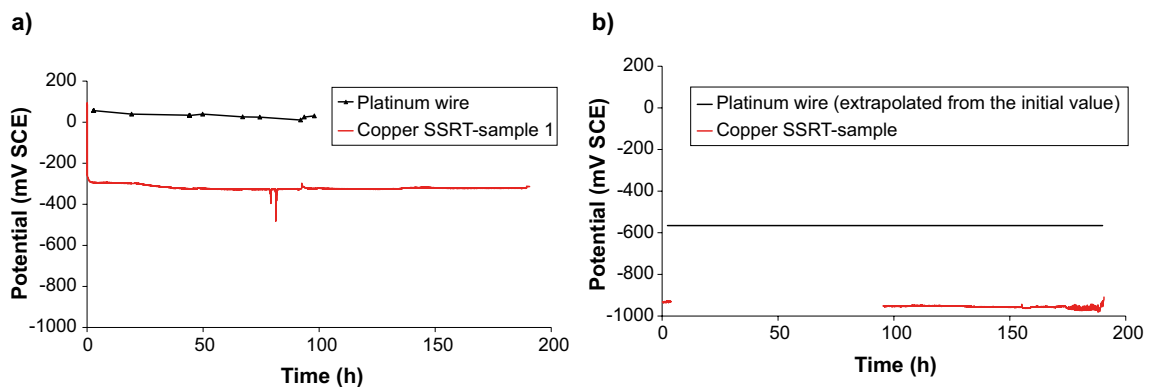 a)
200
0
-200
-400
-600
-800
-1000
Potential (mV SCE)
Platinum wire
Copper SSRT-sample 1
0 50 100 150 200
Time (h)
b)
200
0
-200
-400
-600
-800
-1000
Potential (mV SCE)
Platinum wire (extrapolated from the initial value)
Copper SSRT-sample
0 50 100 150 200
Time (h)